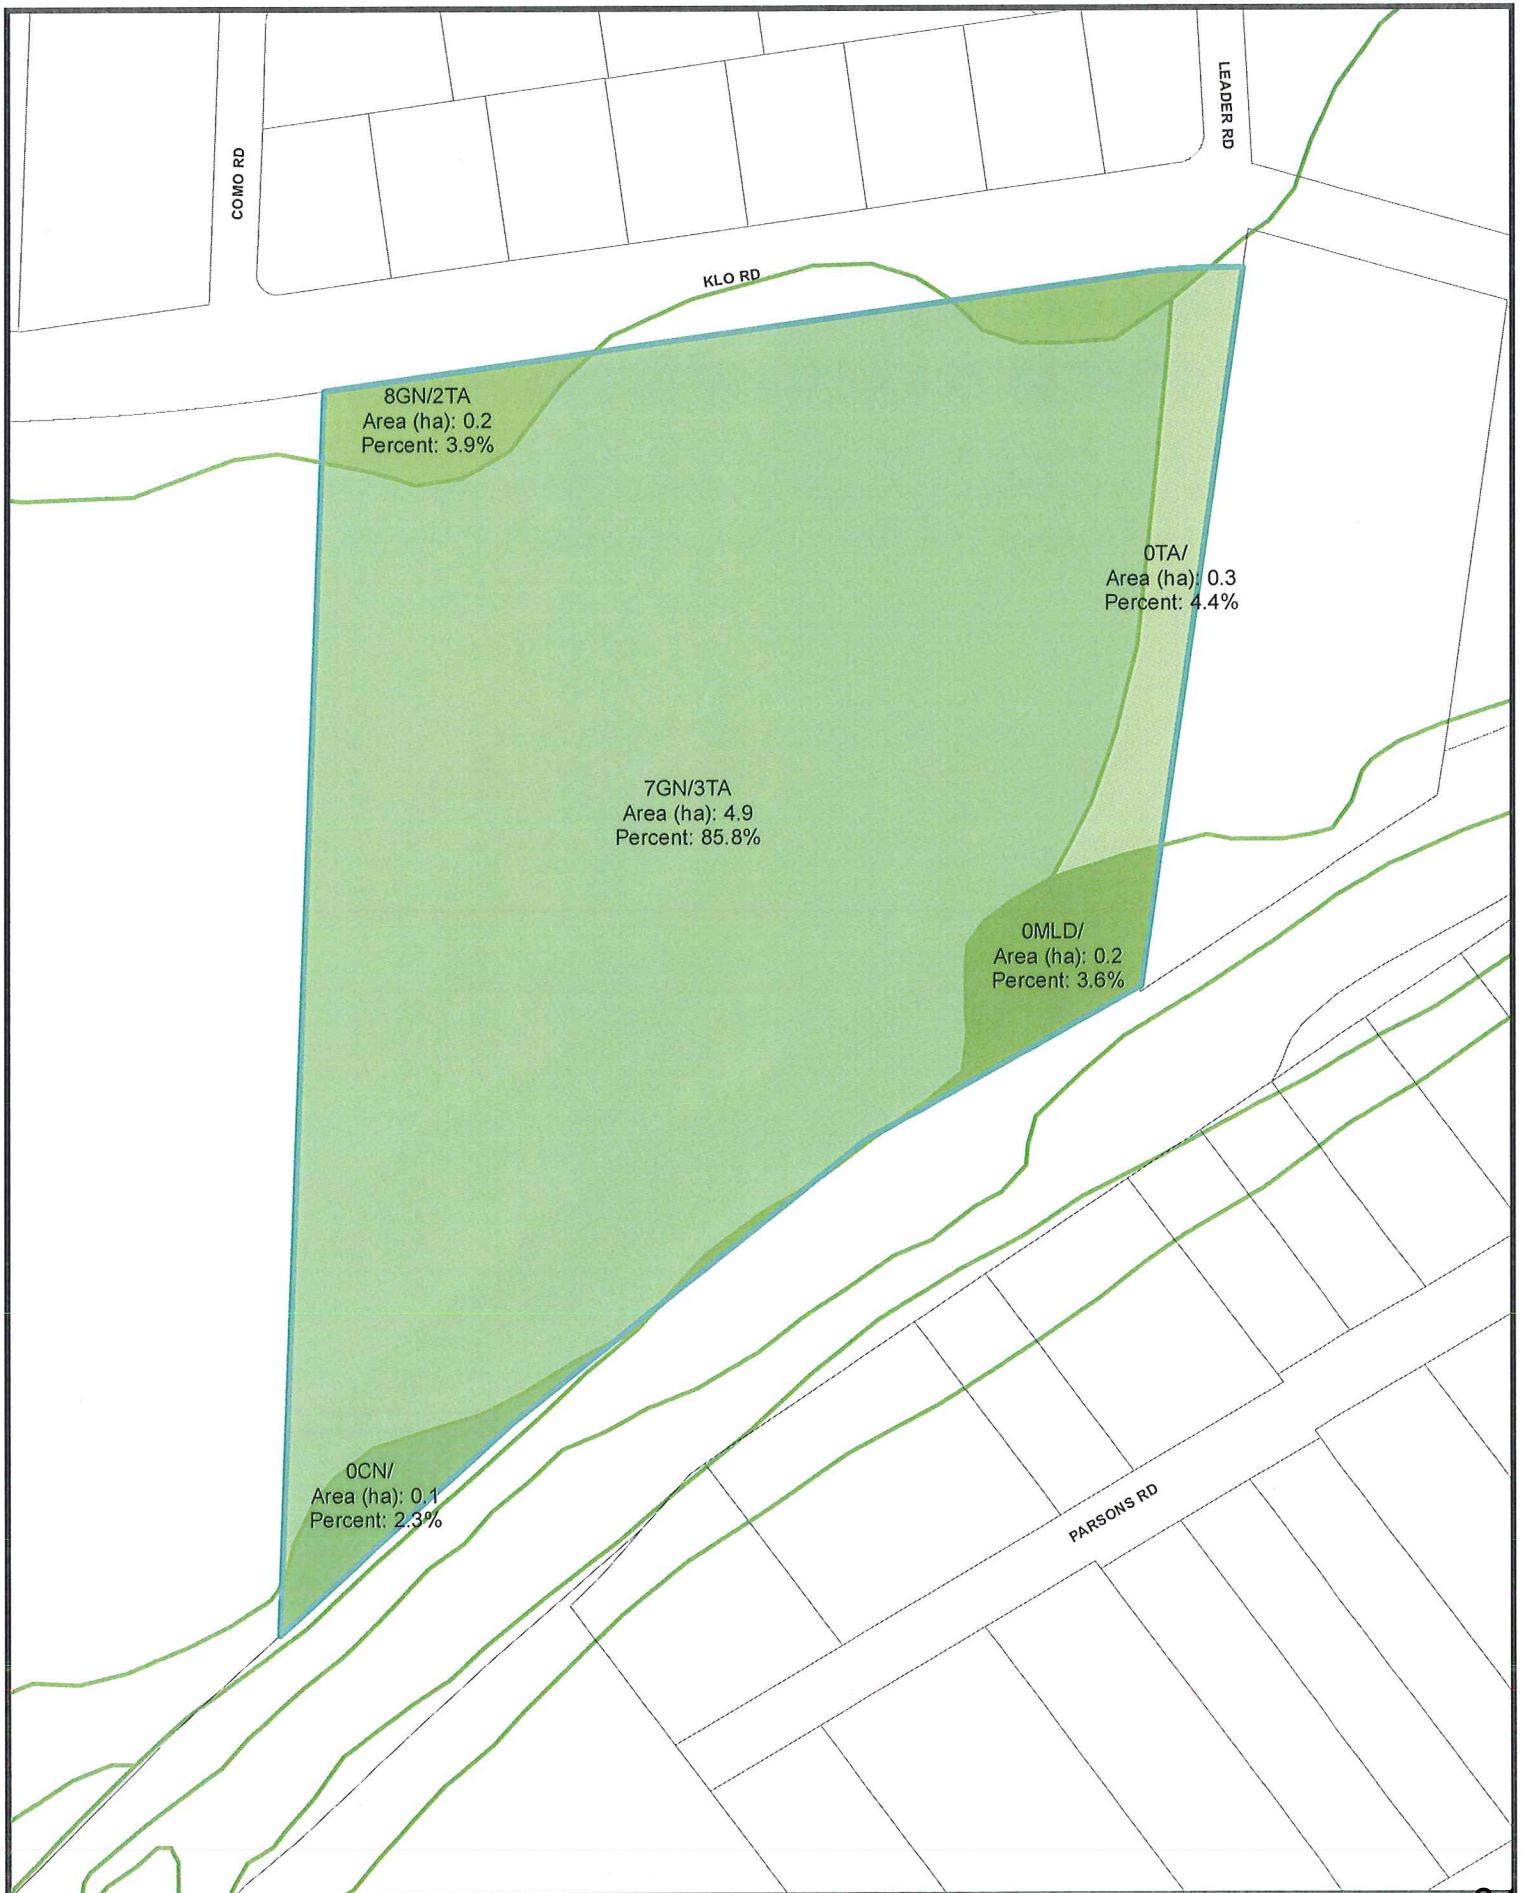 LEADER RD
COMO RD
KLO RD
8GN/2TA
Area (ha): 0.2
Percent: 3.9%
0TA/
Area (ha): 0.3
Percent: 4.4%
7GN/3TA
Area (ha): 4.9
Percent: 85.8%
0MLD/
Area (ha): 0.2
Percent: 3.6%
0CN/
Area (ha): 0.1
Percent: 2.3%
PARSONS RD